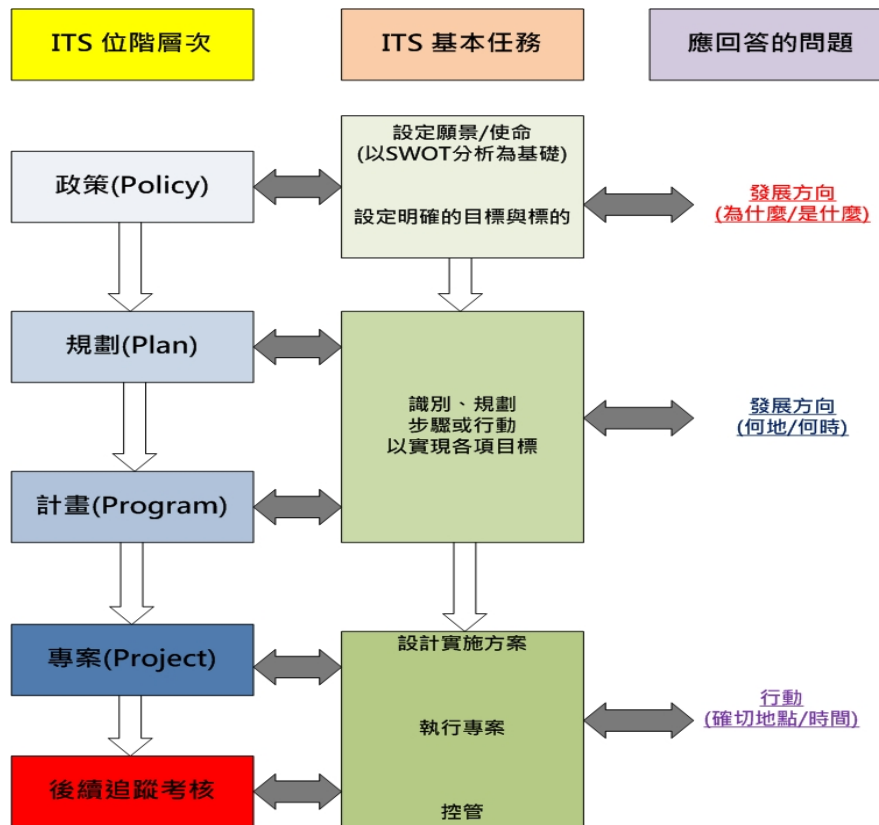 ITS 位階層次
ITS 基本任務
應回答的問題
政策(Policy)
設定願景/使命
(以SWOT分析為基礎)
設定明確的目標與標的
發展方向
(為什麼/是什麼)
規劃(Plan)
識別、規劃
步驟或行動
以實現各項目標
發展方向
(何地/何時)
計畫(Program)
專案(Project)
設計實施方案
執行專案
行動
(確切地點/時間)
後續追蹤考核
控管